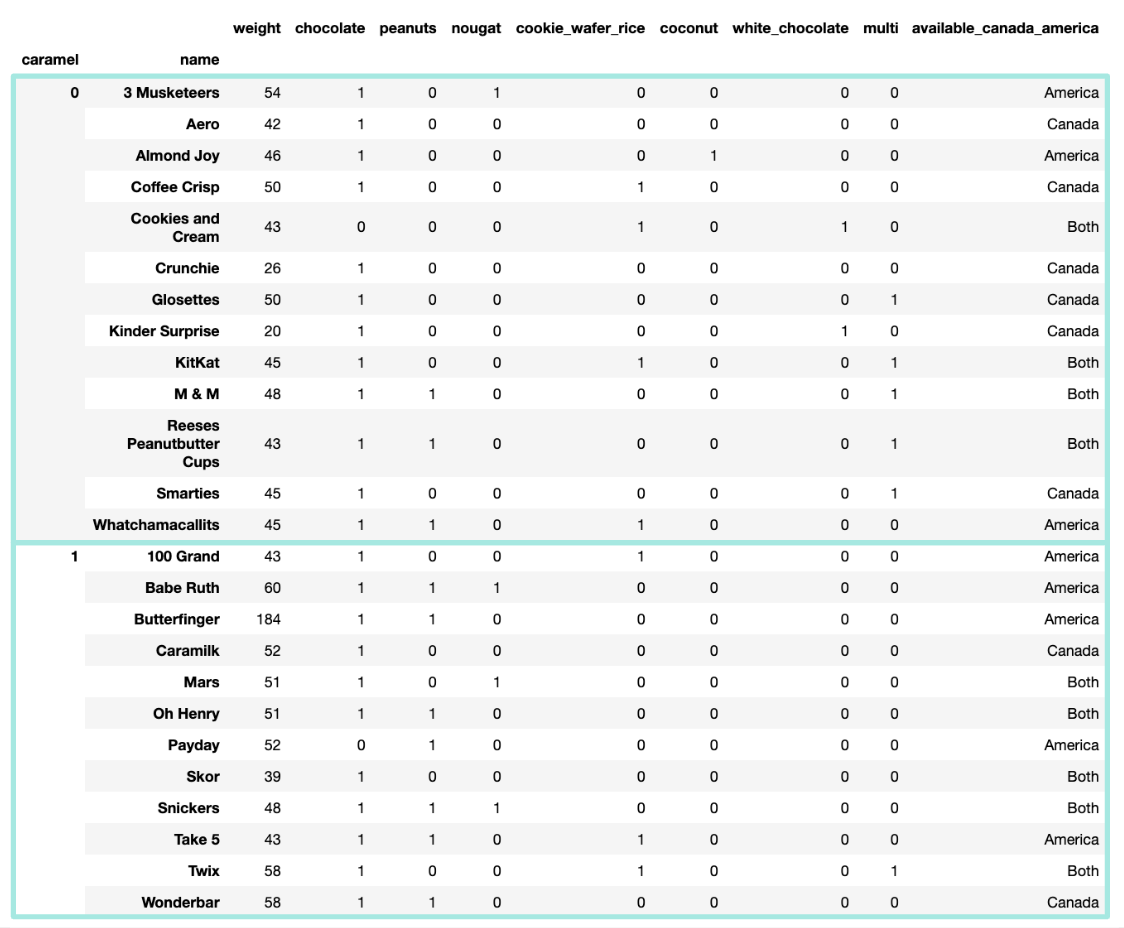 weight chocolate peanuts nougat cookie_wafer_rice coconut white_chocolate multi available_canada_america
caramel name
0 3 Musketeers 54 1 0 1 0 0 0 0 America
Aero 42 1 0 0 0 0 0 0 Canada
Almond Joy 46 1 0 0 0 1 0 0 America
Coffee Crisp 50 1 0 0 1 0 0 0 Canada
Cookies and
Cream 43 0 0 0 1 0 1 0 Both
Crunchie 26 1 0 0 0 0 0 0 Canada
Glosettes 50 1 0 0 0 0 0 1 Canada
Kinder Surprise 20 1 0 0 0 0 1 0 Canada
KitKat 45 1 0 0 1 0 0 1 Both
M & M 48 1 1 0 0 0 0 1 Both
Reeses
Peanutbutter 43 1 1 0 0 0 0 1 Both
Cups
Smarties 45 1 0 0 0 0 0 1 Canada
Whatchamacallits 45 1 1 0 1 0 0 0 America
1 100 Grand 43 1 0 0 1 0 0 0 America
Babe Ruth 60 1 1 1 0 0 0 0 America
Butterfinger 184 1 1 0 0 0 0 0 America
Caramilk 52 1 0 0 0 0 0 0 Canada
Mars 51 1 0 1 0 0 0 0 Both
Oh Henry 51 1 1 0 0 0 0 0 Both
Payday 52 0 1 0 0 0 0 0 America
Skor 39 1 0 0 0 0 0 0 Both
Snickers 48 1 1 1 0 0 0 0 Both
Take 5 43 1 1 0 1 0 0 0 America
Twix 58 1 0 0 1 0 0 1 Both
Wonderbar 58 1 1 0 0 0 0 0 Canada